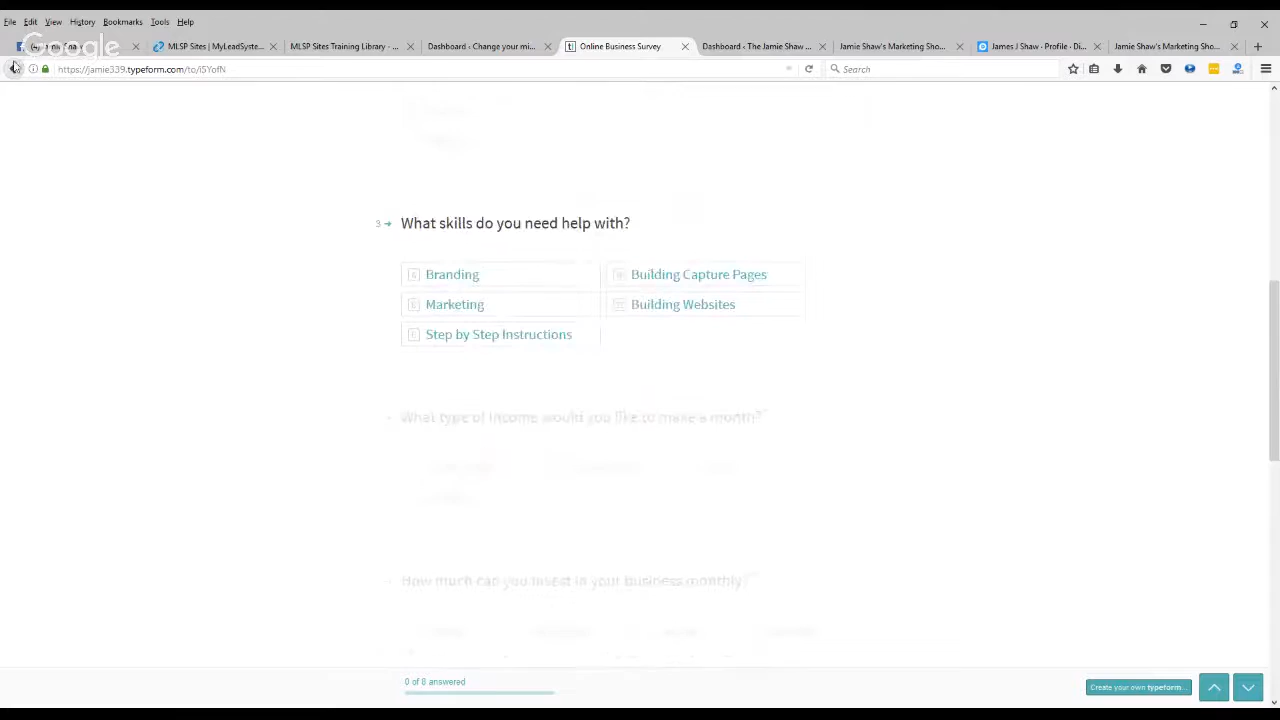 File Edit View History Bookmarks Tools Help
Google
MLSP Sites | MyLeadSyste...
MLSP Sites Training Library - ...
Dashboard ‹ Change your mi...
Online Business Survey
Dashboard ‹ The Jamie Shaw ...
Jamie Shaw's Marketing Sho...
James J Shaw - Profile - Di...
Jamie Shaw's Marketing Sh...
https://jamie339.typeform.com/to/iSYofN
Search
3
What skills do you need help with?
Branding
Building Capture Pages
Marketing
Building Websites
Step by Step Instructions
What type of income would you like to make a month?
How much can you invest in your business monthly?
0 of 8 answered
Create your own typeform...